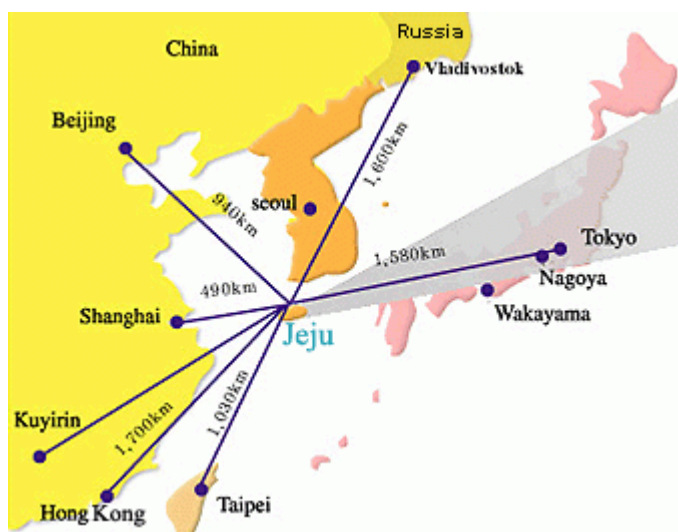 Russia
China
Vladivostok
Beijing
1,600km
940km
seoul
Tokyo
1,580km
Nagoya
490km
Wakayama
Shanghai
Jeju
1,030km
Kuyirin
1,700km
Taipei
Hong Kong